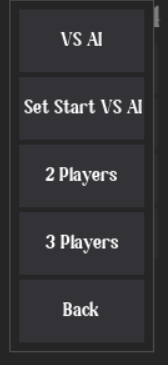 VS AI
Set Start VS AI
2 Players
3 Players
Back